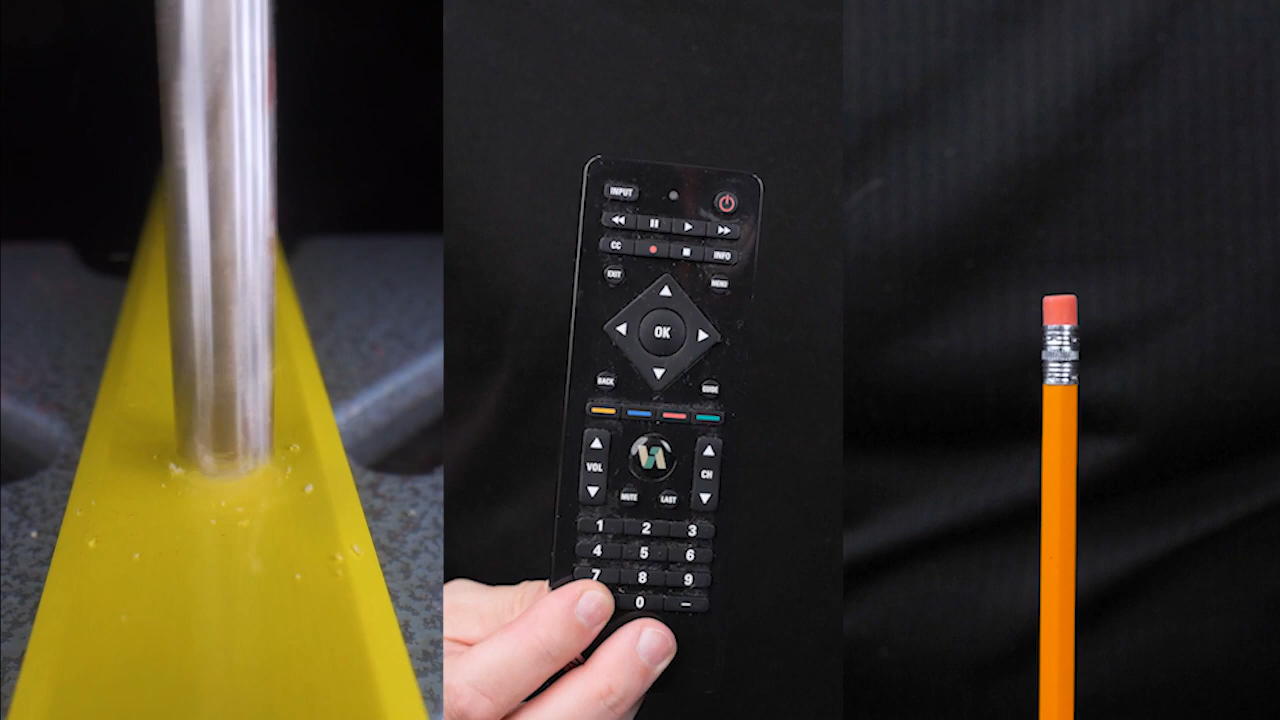 INPUT
CC INFO
EXIT MENU
OK
BACK GUIDE
VOL CH
MUTE LAST
1 2 3
4 5 6
7 8 9
0 –